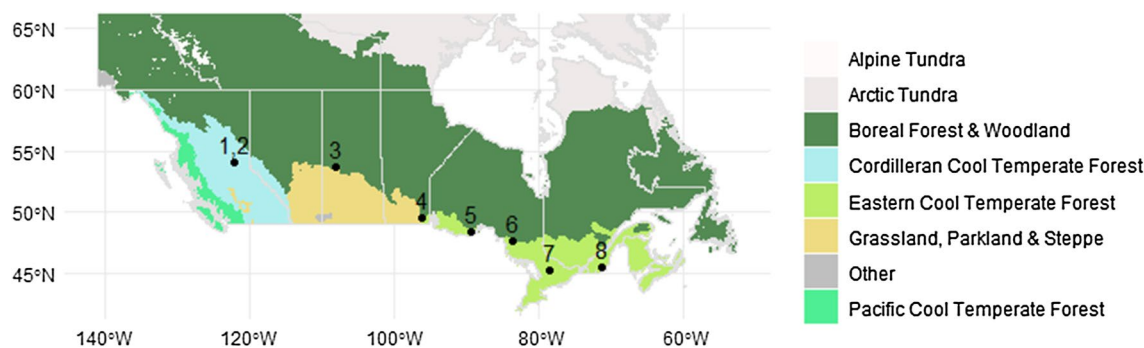 65°N
60°N
55°N
50°N
45°N
1,2
3
4
5
6
7
8
140°W
120°W
100°W
80°W
60°W
Alpine Tundra
Arctic Tundra
Boreal Forest & Woodland
Cordilleran Cool Temperate Forest
Eastern Cool Temperate Forest
Grassland, Parkland & Steppe
Other
Pacific Cool Temperate Forest